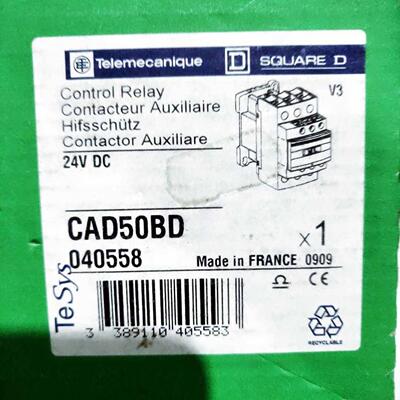 Telemecanique D SQUARE D
Control Relay
Contacteur Auxiliaire
Hifsschütz
Contactor Auxiliare
24V DC
V3
CAD50BD
040558
x1
Made in FRANCE 0909
TeSys
CE
3 389110 405583
RECYCLABLE